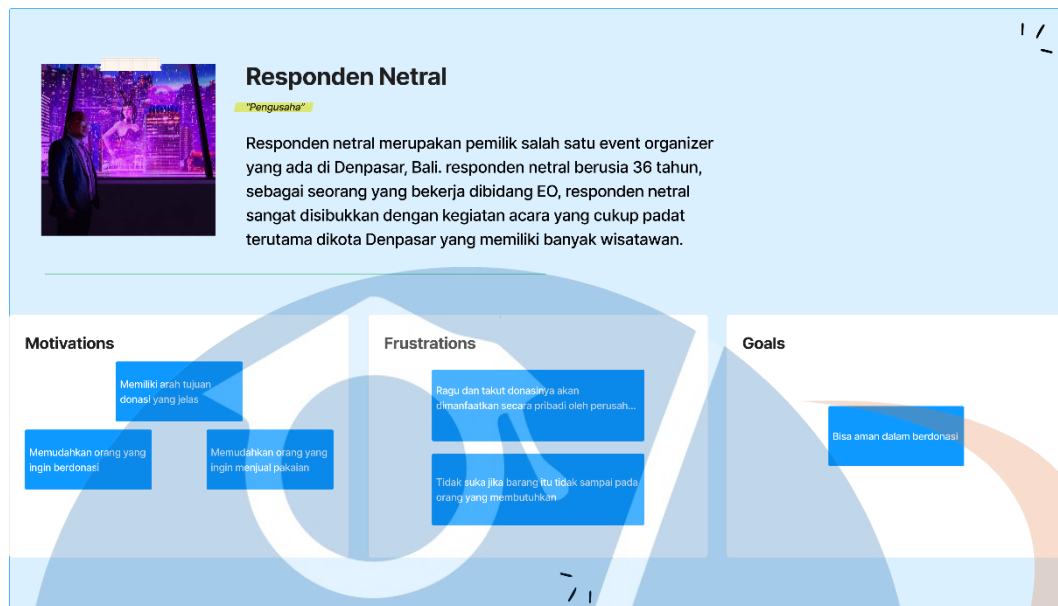 Responden Netral
"Pengusaha"
Responden netral merupakan pemilik salah satu event organizer
yang ada di Denpasar, Bali. responden netral berusia 36 tahun,
sebagai seorang yang bekerja dibidang EO, responden netral
sangat disibukkan dengan kegiatan acara yang cukup padat
terutama dikota Denpasar yang memiliki banyak wisatawan.
Motivations
Memiliki arah tujuan
donasi yang jelas
Memudahkan orang yang
ingin berdonasi
Memudahkan orang yang
ingin menjual pakaian
Frustrations
Ragu dan takut donasinya akan
dimanfaatkan secara pribadi oleh perusah...
Tidak suka jika barang itu tidak sampai pada
orang yang membutuhkan
Goals
Bisa aman dalam berdonasi